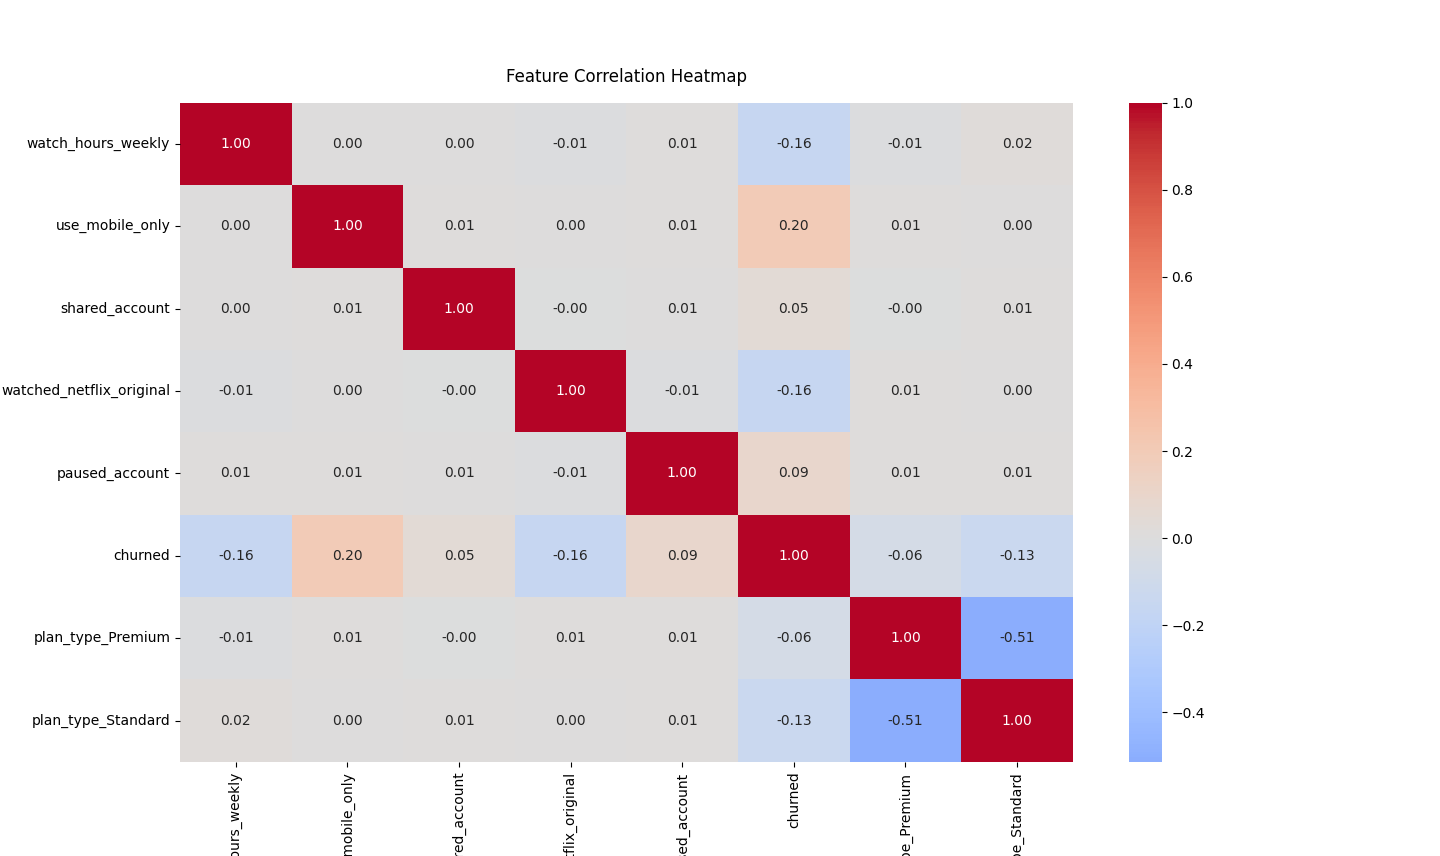 Feature Correlation Heatmap
watch_hours_weekly 1.00 0.00 0.00 -0.01 0.01 -0.16 -0.01 0.02
use_mobile_only 0.00 1.00 0.01 0.00 0.01 0.20 0.01 0.00
shared_account 0.00 0.01 1.00 -0.00 0.01 0.05 -0.00 0.01
watched_netflix_original -0.01 0.00 -0.00 1.00 -0.01 -0.16 0.01 0.00
paused_account 0.01 0.01 0.01 -0.01 1.00 0.09 0.01 0.01
churned -0.16 0.20 0.05 -0.16 0.09 1.00 -0.06 -0.13
plan_type_Premium -0.01 0.01 -0.00 0.01 0.01 -0.06 1.00 -0.51
plan_type_Standard 0.02 0.00 0.01 0.00 0.01 -0.13 -0.51 1.00
ours_weekly
mobile_only
red_account
tflix_original
sed_account
churned
pe_Premium
pe_Standard
1.0
0.8
0.6
0.4
0.2
0.0
−0.2
−0.4